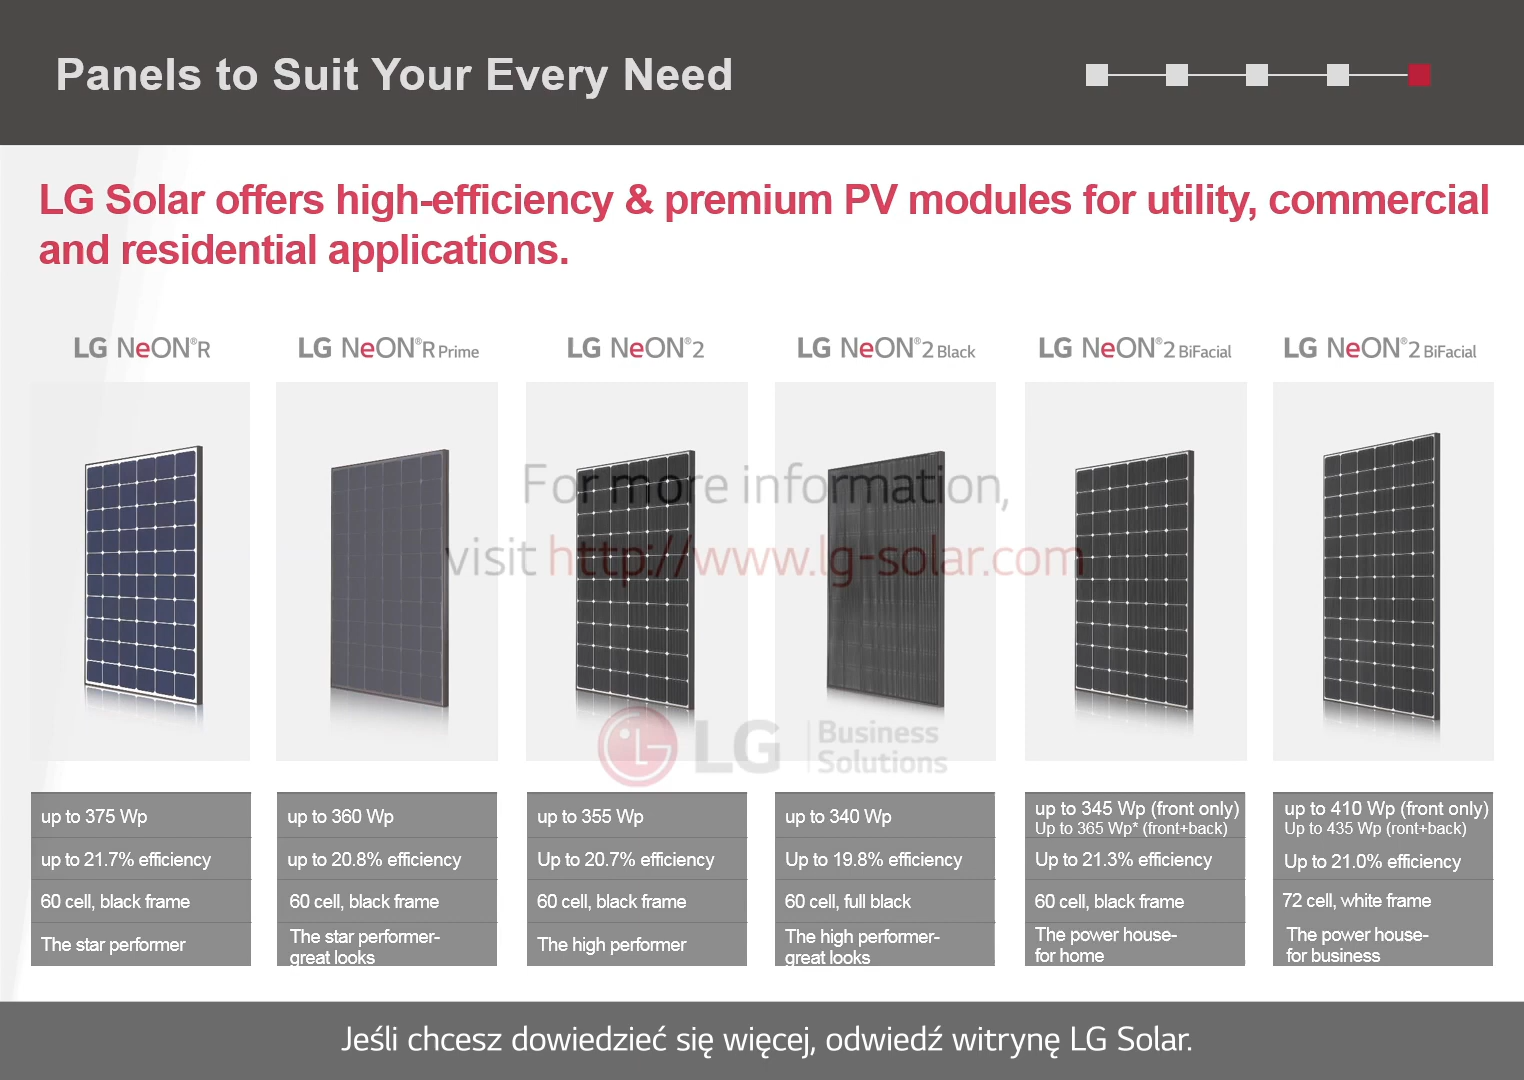 Panels to Suit Your Every Need
LG Solar offers high-efficiency & premium PV modules for utility, commercial
and residential applications.
LG NeON®R
LG NeON®R Prime
LG NeON®2
LG NeON®2 Black
LG NeON®2 BiFacial
LG NeON®2 BiFacial
For more information,
visit http://www.lg-solar.com
LG Business
Solutions
up to 375 Wp
up to 21.7% efficiency
60 cell, black frame
The star performer
up to 360 Wp
up to 20.8% efficiency
60 cell, black frame
The star performer-
great looks
up to 355 Wp
Up to 20.7% efficiency
60 cell, black frame
The high performer
up to 340 Wp
Up to 19.8% efficiency
60 cell, full black
The high performer-
great looks
up to 345 Wp (front only)
Up to 365 Wp* (front+back)
Up to 21.3% efficiency
60 cell, black frame
The power house-
for home
up to 410 Wp (front only)
Up to 435 Wp (ront+back)
Up to 21.0% efficiency
72 cell, white frame
The power house-
for business
Jeśli chcesz dowiedzieć się więcej, odwiedź witrynę LG Solar.